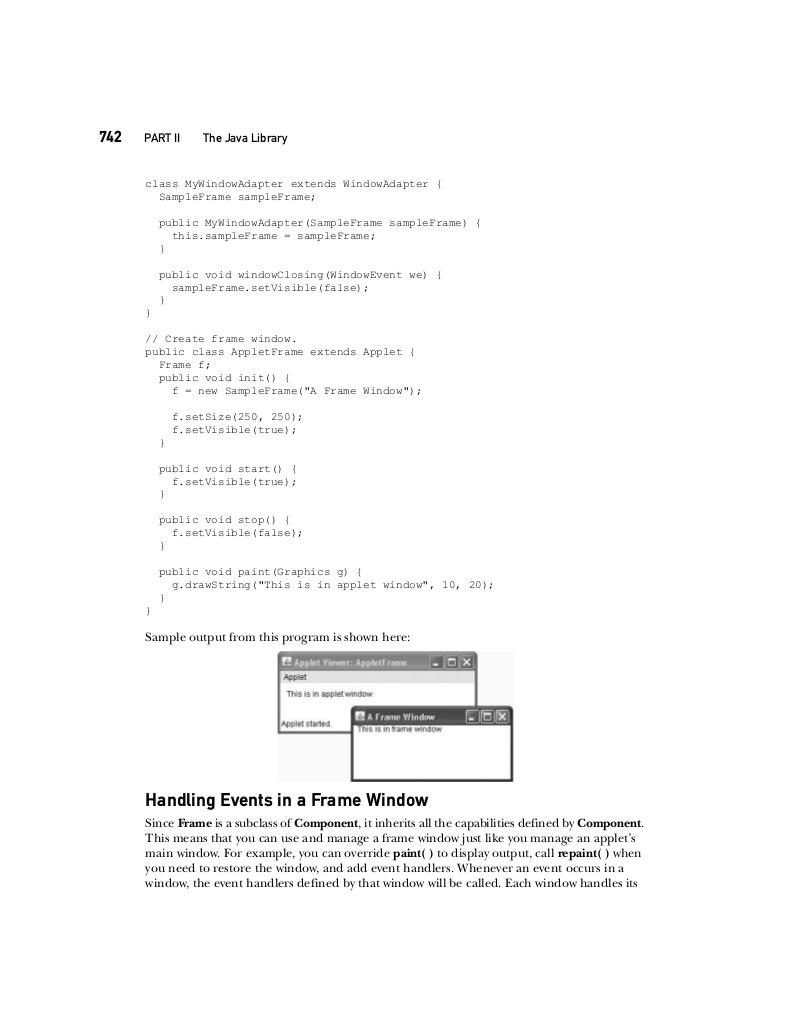 742 PART II The Java Library
class MyWindowAdapter extends WindowAdapter {
  SampleFrame sampleFrame;

  public MyWindowAdapter(SampleFrame sampleFrame) {
    this.sampleFrame = sampleFrame;
  }

  public void windowClosing(WindowEvent we) {
    sampleFrame.setVisible(false);
  }
}

// Create frame window.
public class AppletFrame extends Applet {
  Frame f;
  public void init() {
    f = new SampleFrame("A Frame Window");

    f.setSize(250, 250);
    f.setVisible(true);
  }

  public void start() {
    f.setVisible(true);
  }

  public void stop() {
    f.setVisible(false);
  }

  public void paint(Graphics g) {
    g.drawString("This is in applet window", 10, 20);
  }
}
Sample output from this program is shown here:
Applet Viewer: AppletFrame
Applet
This is in applet window
A Frame Window
Applet started.
This is in frame window
Handling Events in a Frame Window
Since Frame is a subclass of Component, it inherits all the capabilities defined by Component.
This means that you can use and manage a frame window just like you manage an applet's
main window. For example, you can override paint( ) to display output, call repaint( ) when
you need to restore the window, and add event handlers. Whenever an event occurs in a
window, the event handlers defined by that window will be called. Each window handles its